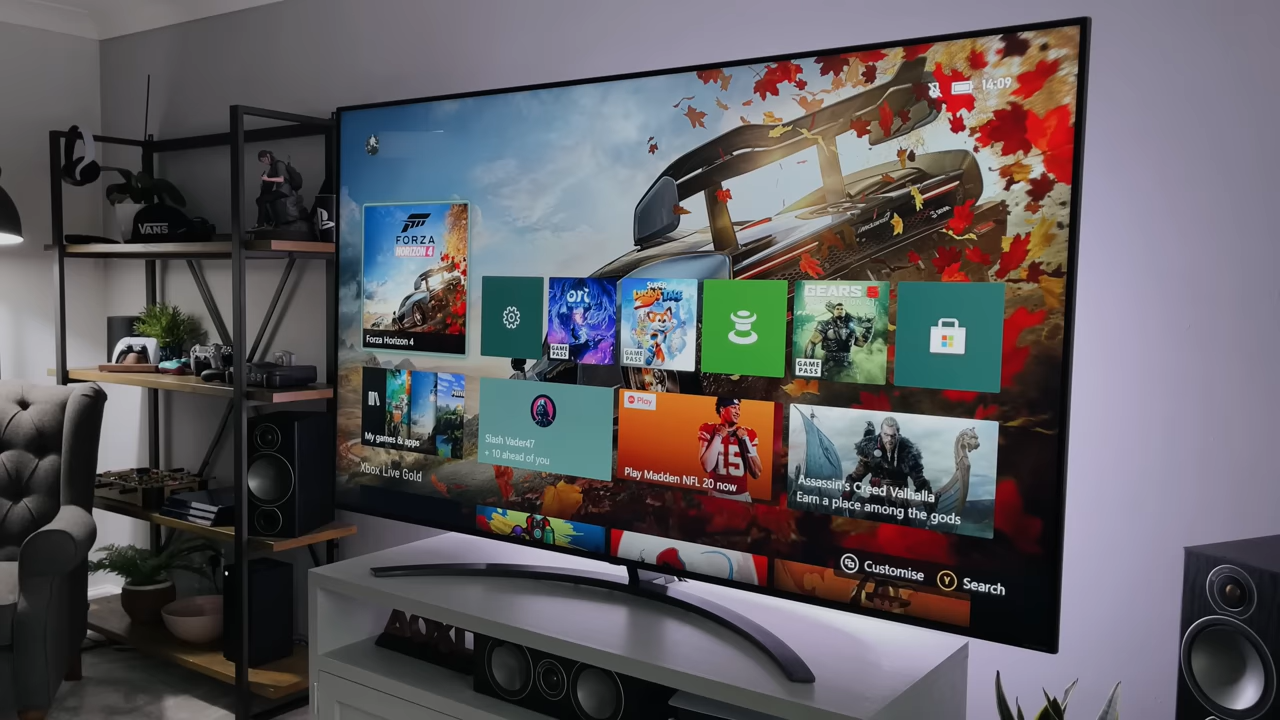 14:09
FORZA
HORIZON 4
Forza Horizon 4
ori
GAME
PASS
SUPER
LUCKY'S TALE
GAME
PASS
GEARS 5
GAME
PASS
VANS
My games & apps
Slash Vader47
+ 10 ahead of you
Play
15
Play Madden NFL 20 now
Assassin's Creed Valhalla
Earn a place among the gods
Xbox Live Gold
Customise
Y
Search